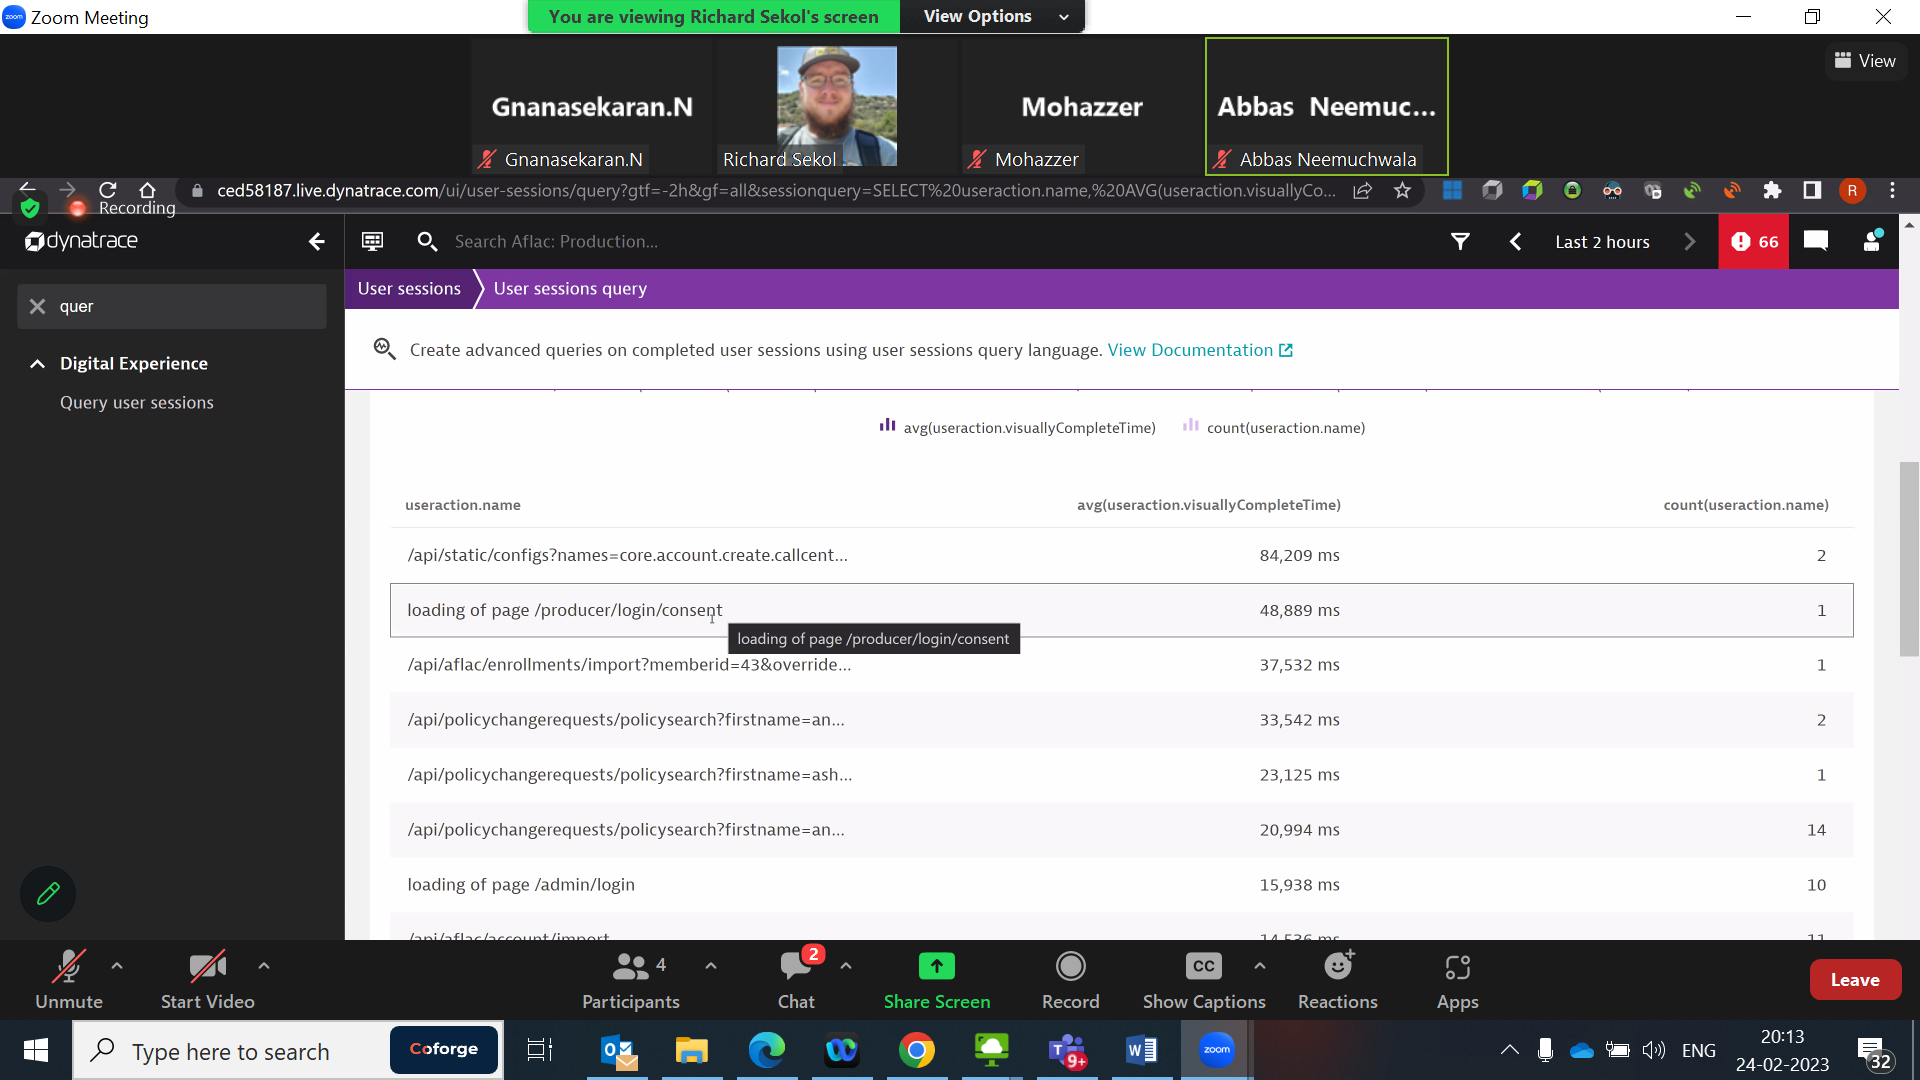 Zoom Meeting
You are viewing Richard Sekol's screen
View Options
View
Gnanasekaran.N
Mohazzer
Abbas Neemuc...
Gnanasekaran.N
Richard Sekol
Mohazzer
Abbas Neemuchwala
ced58187.live.dynatrace.com/ui/user-sessions/query?gtf=-2h&gf=all&sessionquery=SELECT%20useraction.name,%20AVG(useraction.visuallyCo...
R
Recording
dynatrace
Search Aflac: Production...
Last 2 hours
66
quer
User sessions
User sessions query
Create advanced queries on completed user sessions using user sessions query language. View Documentation
Digital Experience
Query user sessions
avg(useraction.visuallyCompleteTime)
count(useraction.name)
useraction.name avg(useraction.visuallyCompleteTime) count(useraction.name)
/api/static/configs?names=core.account.create.callcent... 84,209 ms 2
loading of page /producer/login/consent 48,889 ms 1
loading of page /producer/login/consent
/api/aflac/enrollments/import?memberid=43&override... 37,532 ms 1
/api/policychangerequests/policysearch?firstname=an... 33,542 ms 2
/api/policychangerequests/policysearch?firstname=ash... 23,125 ms 1
/api/policychangerequests/policysearch?firstname=an... 20,994 ms 14
loading of page /admin/login 15,938 ms 10
/api/aflac/account/import 14,536 ms 11
Unmute
Start Video
4
Participants
2
Chat
Share Screen
Record
CC
Show Captions
Reactions
Apps
Leave
Type here to search
Coforge
9+
zoom
ENG
20:13
24-02-2023
32